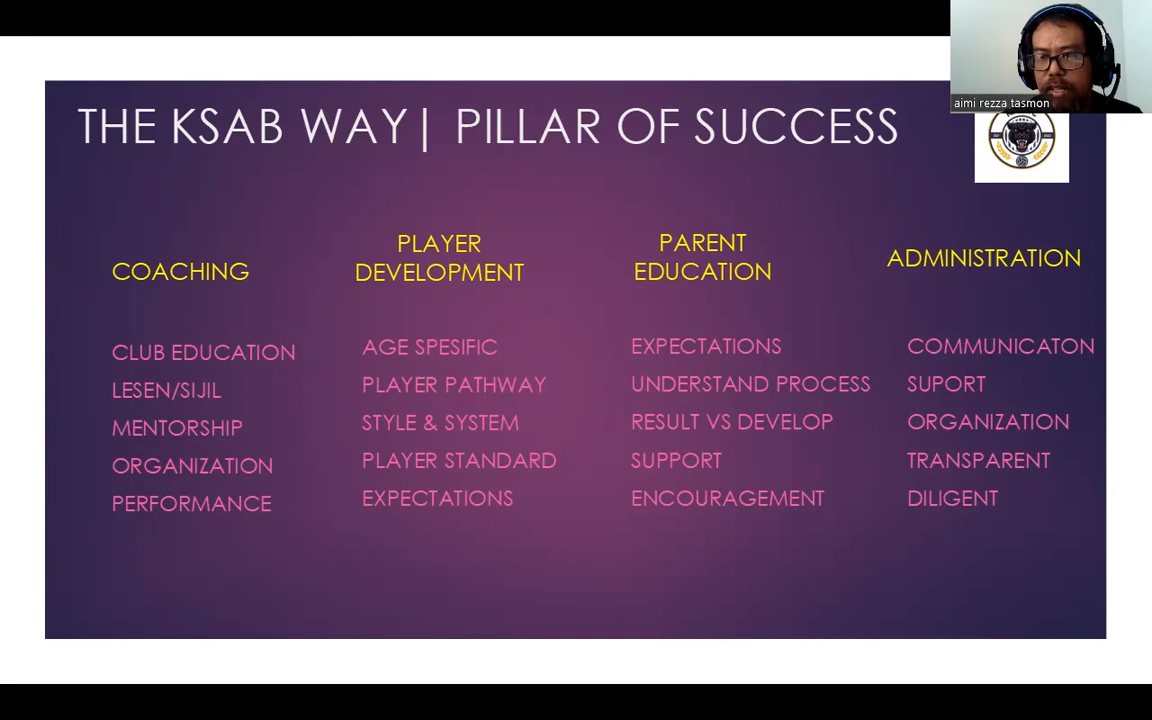 aimi rezza tasmon
THE KSAB WAY| PILLAR OF SUCCESS
COACHING
CLUB EDUCATION
LESEN/SIJIL
MENTORSHIP
ORGANIZATION
PERFORMANCE
PLAYER
DEVELOPMENT
AGE SPESIFIC
PLAYER PATHWAY
STYLE & SYSTEM
PLAYER STANDARD
EXPECTATIONS
PARENT
EDUCATION
EXPECTATIONS
UNDERSTAND PROCESS
RESULT VS DEVELOP
SUPPORT
ENCOURAGEMENT
ADMINISTRATION
COMMUNICATON
SUPORT
ORGANIZATION
TRANSPARENT
DILIGENT